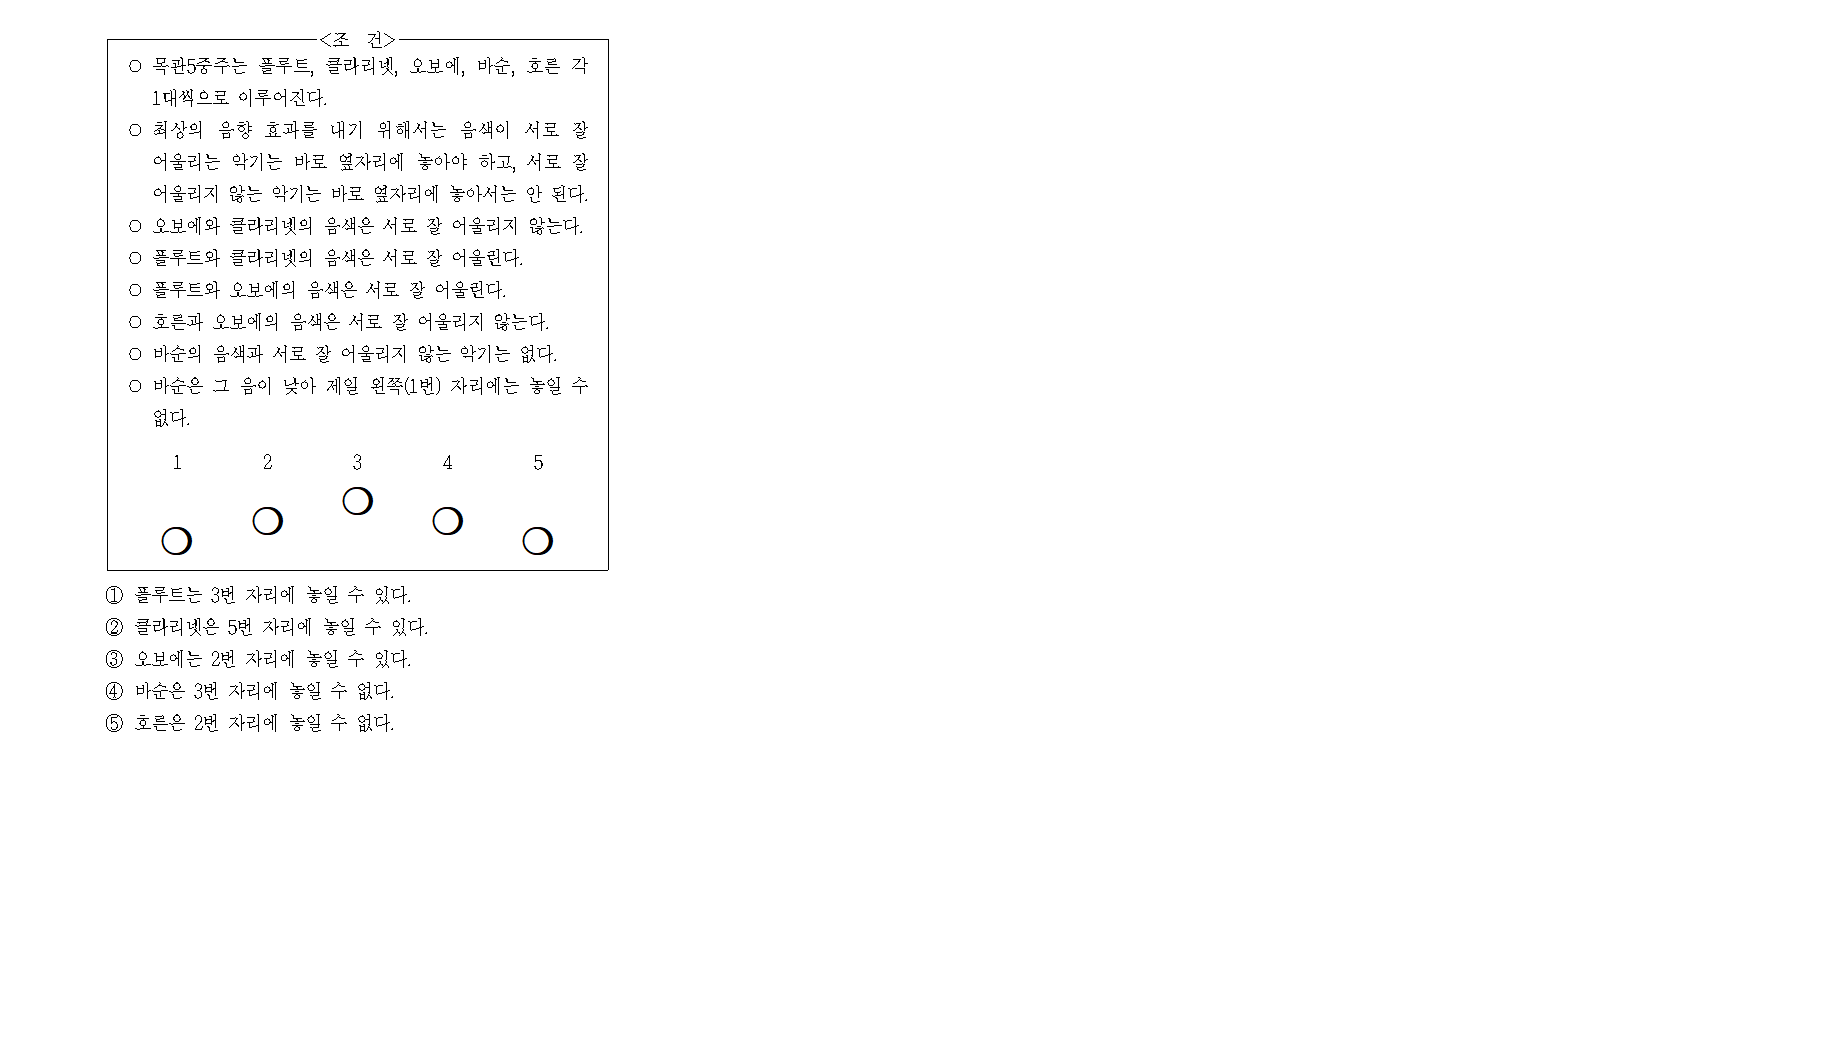 <조 건>
○ 목관5중주는 플루트, 클라리넷, 오보에, 바순, 호른 각
1대씩으로 이루어진다.
○ 최상의 음향 효과를 내기 위해서는 음색이 서로 잘
어울리는 악기는 바로 옆자리에 놓아야 하고, 서로 잘
어울리지 않는 악기는 바로 옆자리에 놓아서는 안 된다.
○ 오보에와 클라리넷의 음색은 서로 잘 어울리지 않는다.
○ 플루트와 클라리넷의 음색은 서로 잘 어울린다.
○ 플루트와 오보에의 음색은 서로 잘 어울린다.
○ 호른과 오보에의 음색은 서로 잘 어울리지 않는다.
○ 바순의 음색과 서로 잘 어울리지 않는 악기는 없다.
○ 바순은 그 음이 낮아 제일 왼쪽(1번) 자리에는 놓일 수
없다.
1 2 3 4 5
① 플루트는 3번 자리에 놓일 수 있다.
② 클라리넷은 5번 자리에 놓일 수 있다.
③ 오보에는 2번 자리에 놓일 수 있다.
④ 바순은 3번 자리에 놓일 수 없다.
⑤ 호른은 2번 자리에 놓일 수 없다.